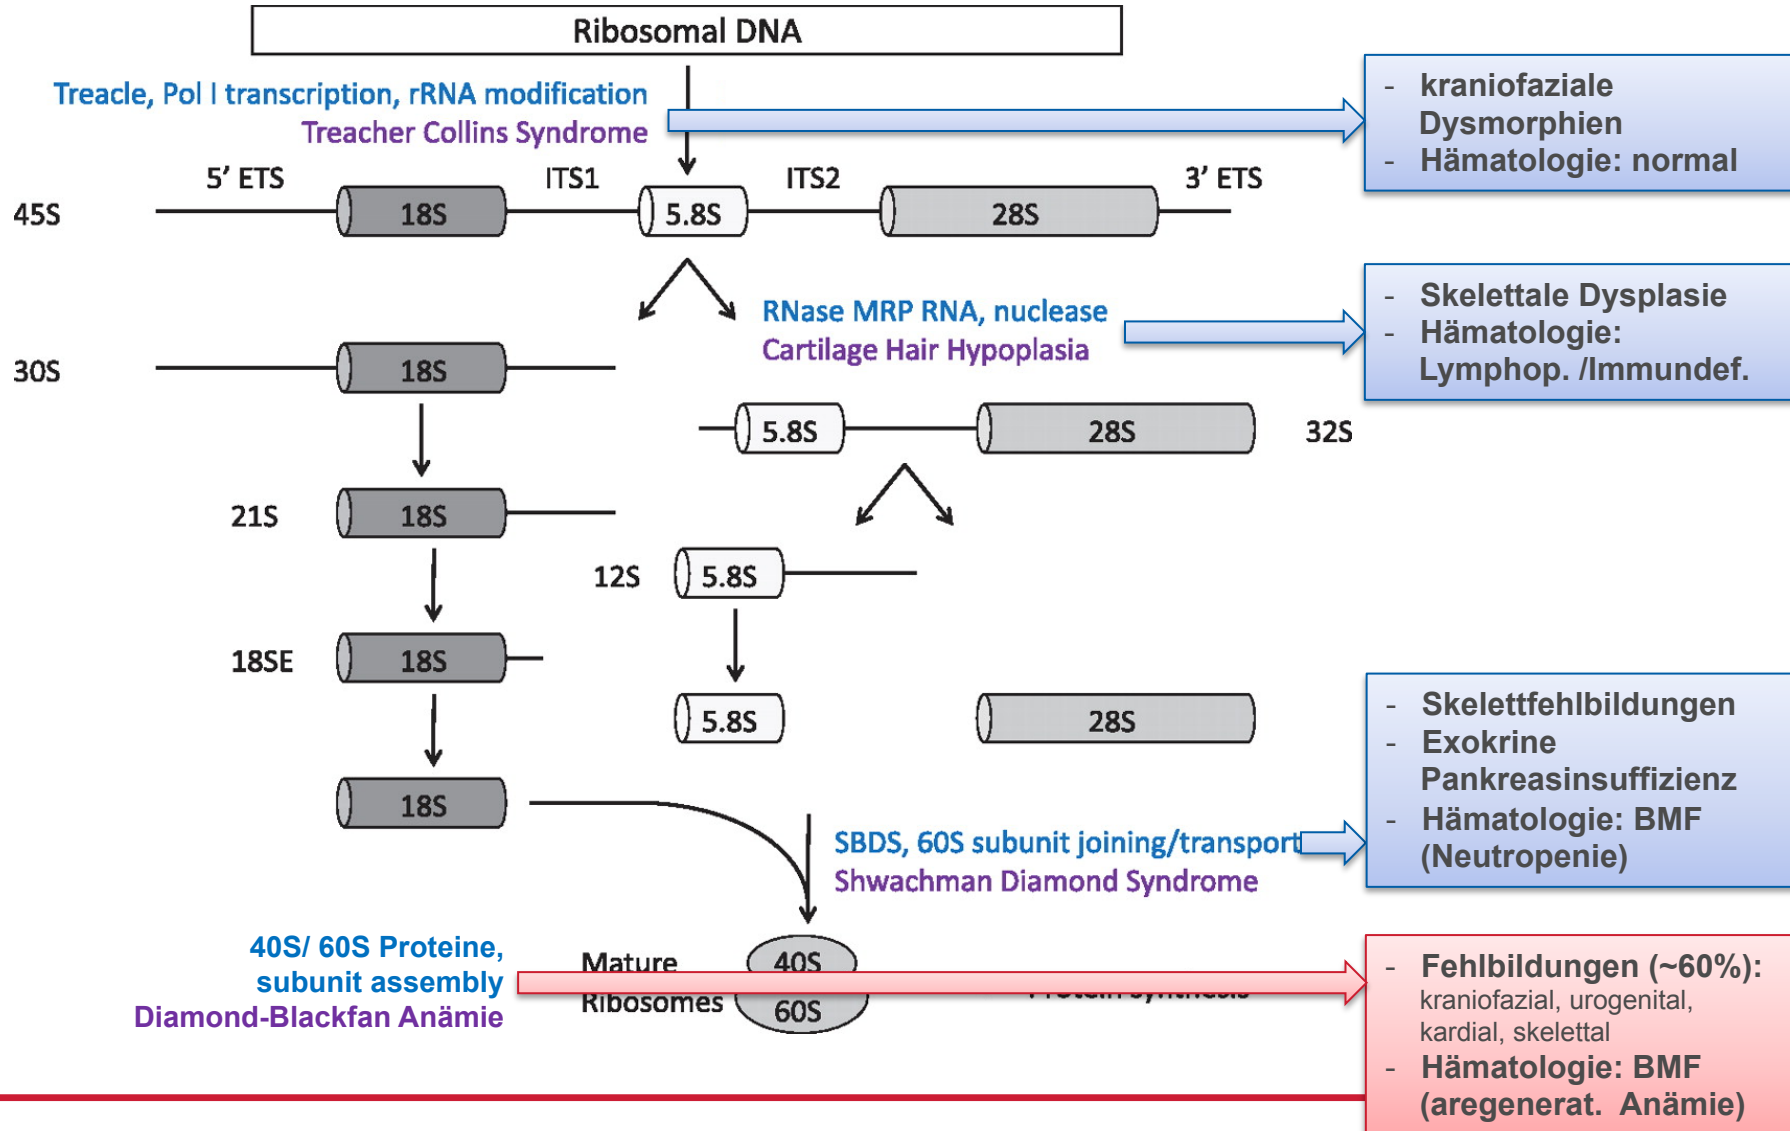 Ribosomal DNA
Treacle, Pol I transcription, rRNA modification
Treacher Collins Syndrome
- kraniofaziale
Dysmorphien
- Hämatologie: normal
5’ ETS
ITS1
ITS2
3’ ETS
45S
18S
5.8S
28S
RNase MRP RNA, nuclease
Cartilage Hair Hypoplasia
- Skelettale Dysplasie
- Hämatologie:
Lymphop. /Immundef.
30S
18S
5.8S
28S
32S
21S
18S
12S
5.8S
18SE
18S
5.8S
28S
18S
SBDS, 60S subunit joining/transport
Shwachman Diamond Syndrome
- Skelettfehlbildungen
- Exokrine
Pankreasinsuffizienz
- Hämatologie: BMF
(Neutropenie)
40S/ 60S Proteine,
subunit assembly
Diamond-Blackfan Anämie
Mature
Ribosomes
40S
60S
Protein synthesis
- Fehlbildungen (~60%):
kraniofazial, urogenital,
kardial, skelettal
- Hämatologie: BMF
(aregenerat. Anämie)